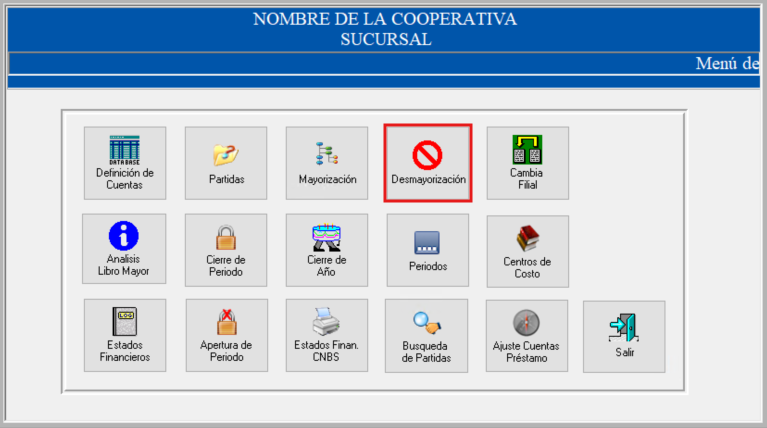 NOMBRE DE LA COOPERATIVA
SUCURSAL
Menú de
DATABASE
Definición de
Cuentas
Partidas
Mayorización
Desmayorización
Cambia
Filial
Analisis
Libro Mayor
Cierre de
Periodo
Cierre de
Año
Periodos
Centros de
Costo
LOG
Estados
Financieros
Apertura de
Periodo
Estados Finan.
CNBS
Busqueda
de Partidas
Ajuste Cuentas
Préstamo
Salir